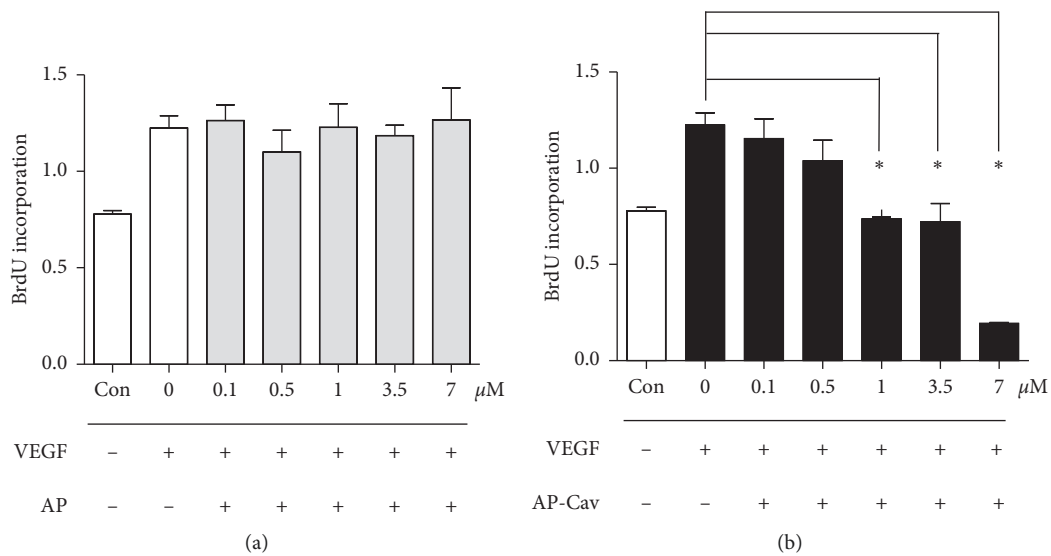 1.5
1.0
0.5
0.0
BrdU incorporation
Con 0 0.1 0.5 1 3.5 7 μM
VEGF – + + + + + +
AP – – + + + + +
(a)
1.5
1.0
0.5
0.0
BrdU incorporation
* * *
Con 0 0.1 0.5 1 3.5 7 μM
VEGF – + + + + + +
AP-Cav – – + + + + +
(b)